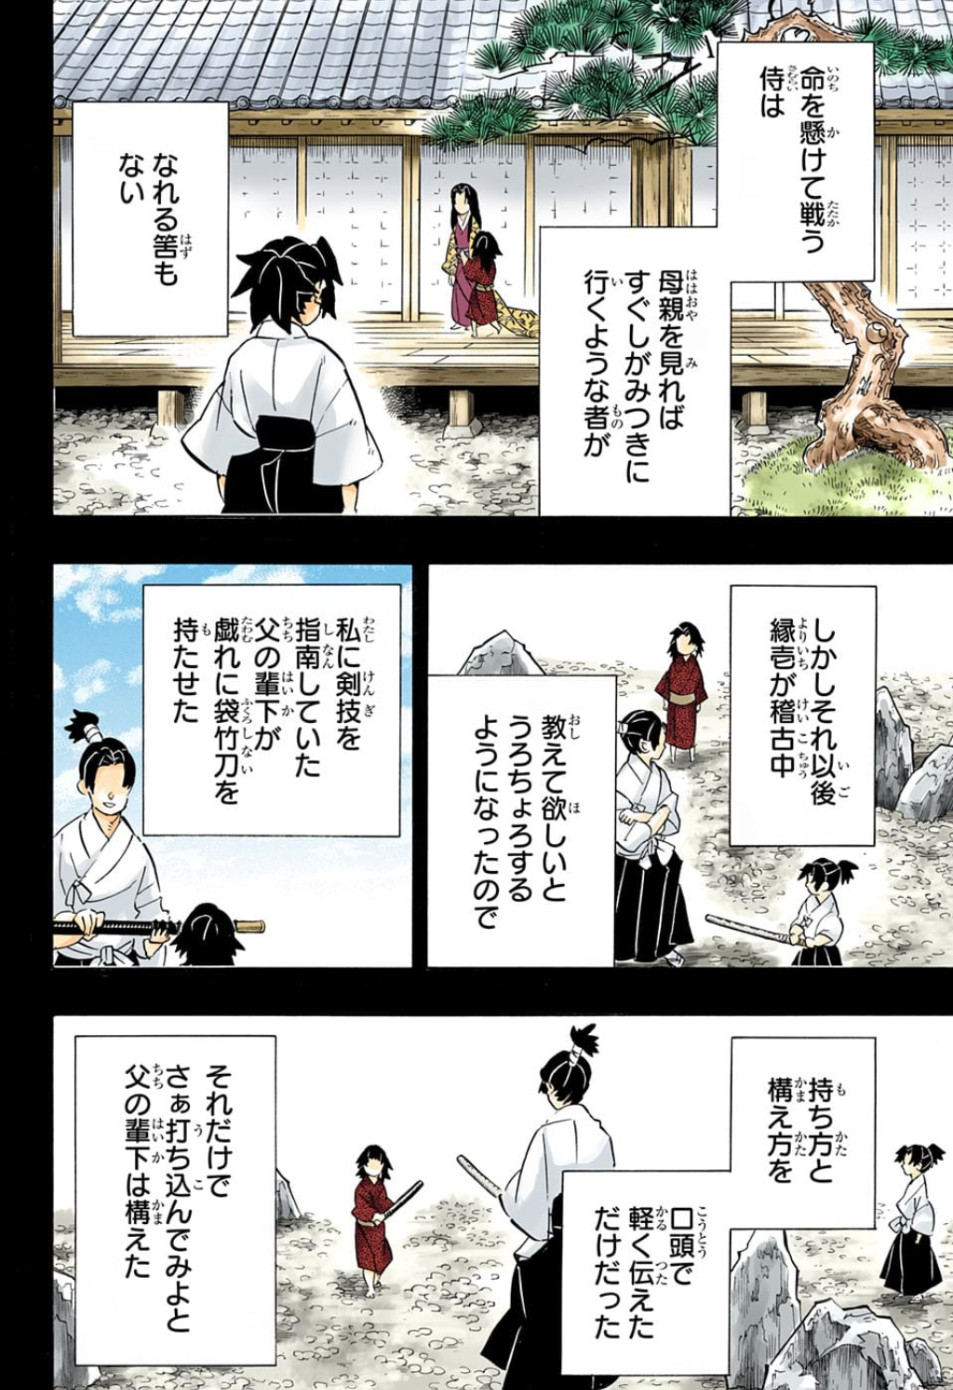 命を懸けて戦う
侍は
母親を見れば
すぐしがみつきに
行くような者が
なれる筈も
ない
しかしそれ以後
縁壱が稽古中
教えて欲しいと
うろちょろする
ようになったので
私に剣技を
指南していた
父の輩下が
戯れに袋竹刀を
持たせた
持ち方と
構え方を
口頭で
軽く伝えた
だけだった
それだけで
さぁ打ち込んでみよと
父の輩下は構えた